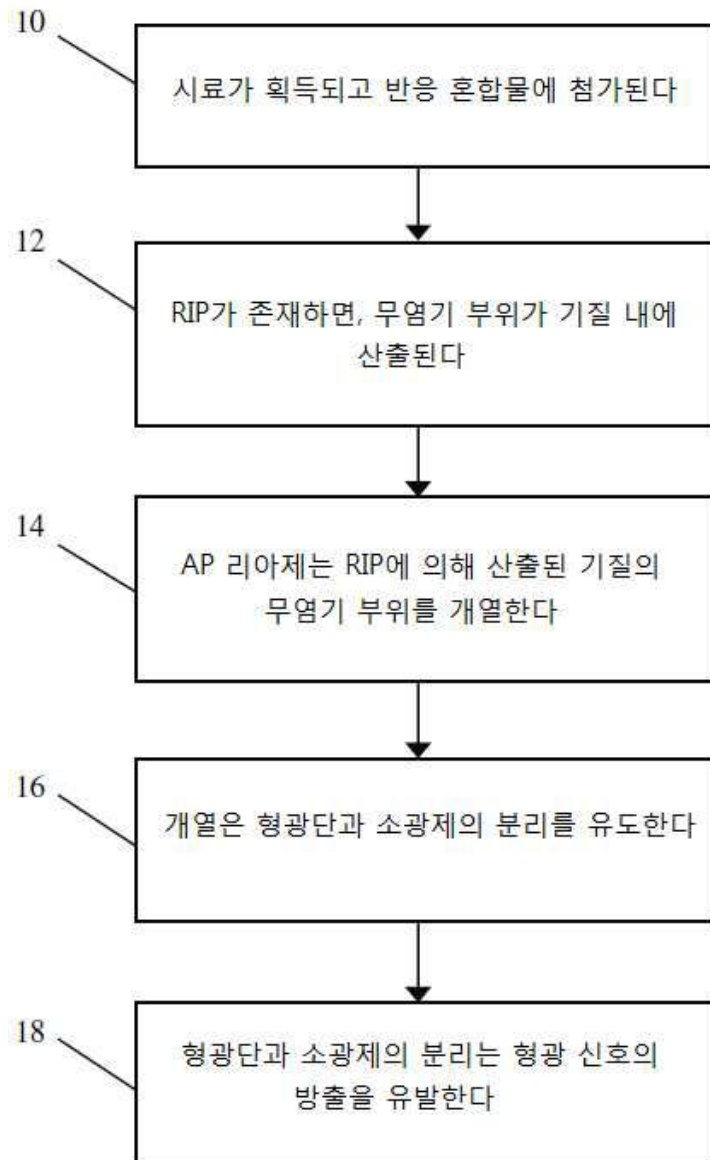 10
시료가 획득되고 반응 혼합물에 첨가된다
12
RIP가 존재하면, 무염기 부위가 기질 내에
산출된다
14
AP 리아제는 RIP에 의해 산출된 기질의
무염기 부위를 개열한다
16
개열은 형광단과 소광제의 분리를 유도한다
18
형광단과 소광제의 분리는 형광 신호의
방출을 유발한다